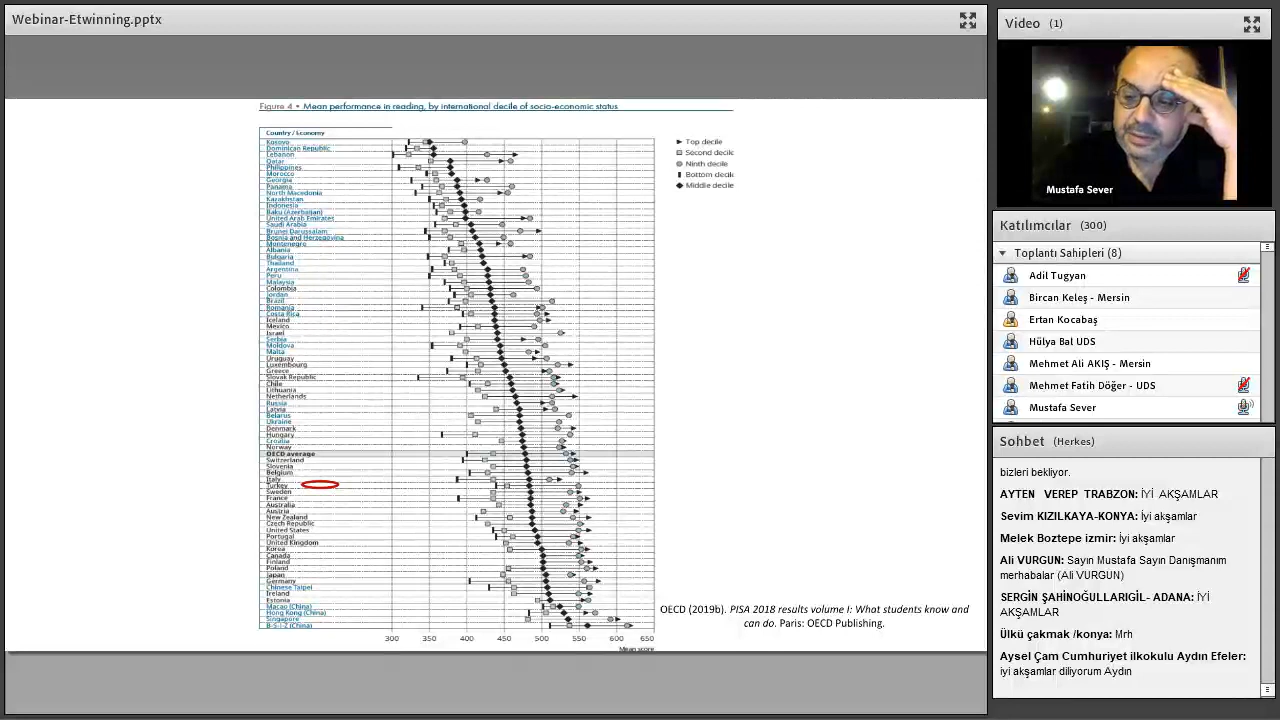 Webinar-Etwinning.pptx
Figure 4 • Mean performance in reading, by international decile of socio-economic status
Country / Economy
Kosovo
Dominican Republic
Lebanon
Qatar
Philippines
Morocco
Georgia
Panama
North Macedonia
Kazakhstan
Indonesia
Baku (Azerbaijan)
United Arab Emirates
Saudi Arabia
Brunei Darussalam
Bosnia and Herzegovina
Montenegro
Albania
Bulgaria
Thailand
Argentina
Peru
Malaysia
Colombia
Jordan
Brazil
Romania
Costa Rica
Iceland
Mexico
Israel
Serbia
Moldova
Malta
Uruguay
Luxembourg
Greece
Slovak Republic
Chile
Lithuania
Netherlands
Russia
Latvia
Belarus
Ukraine
Denmark
Hungary
Croatia
Norway
OECD average
Switzerland
Slovenia
Belgium
Italy
Turkey
Sweden
France
Australia
Austria
New Zealand
Czech Republic
United States
Portugal
United Kingdom
Korea
Canada
Finland
Poland
Japan
Germany
Chinese Taipei
Ireland
Estonia
Macao (China)
Hong Kong (China)
Singapore
B-S-J-Z (China)
300 350 400 450 500 550 600 650
Mean score
Top decile
Second decile
Ninth decile
Bottom decile
Middle decile
OECD PISA 2018 results volume I: What students know and
can do. Paris: OECD Publishing.
Video (1)
Mustafa Sever
Katılımcılar (300)
Toplantı Sahipleri (8)
Adil Tugyan
Bircan Keleş - Mersin
Ertan Kocabaş
Hülya Bal UDS
Mehmet Ali AKIŞ - Mersin
Mehmet Fatih Döğer - UDS
Mustafa Sever
Sohbet (Herkes)
bizleri bekliyor.
AYTEN VEREP TRABZON: İYİ AKŞAMLAR
Sevim KIZILKAYA-KONYA: İyi akşamlar
Melek Boztepe izmir: İyi akşamlar
Ali VURGUN: Sayın Mustafa Sayın Danışmanım
merhabalar (Ali VURGUN)
SERGİN ŞAHİNOĞULLARIGİL- ADANA: İYİ
AKŞAMLAR
Ülkü çakmak /konya: Mrh
Aysel Çam Cumhuriyet ilkokulu Aydın Efeler:
iyi akşamlar diliyorum Aydın